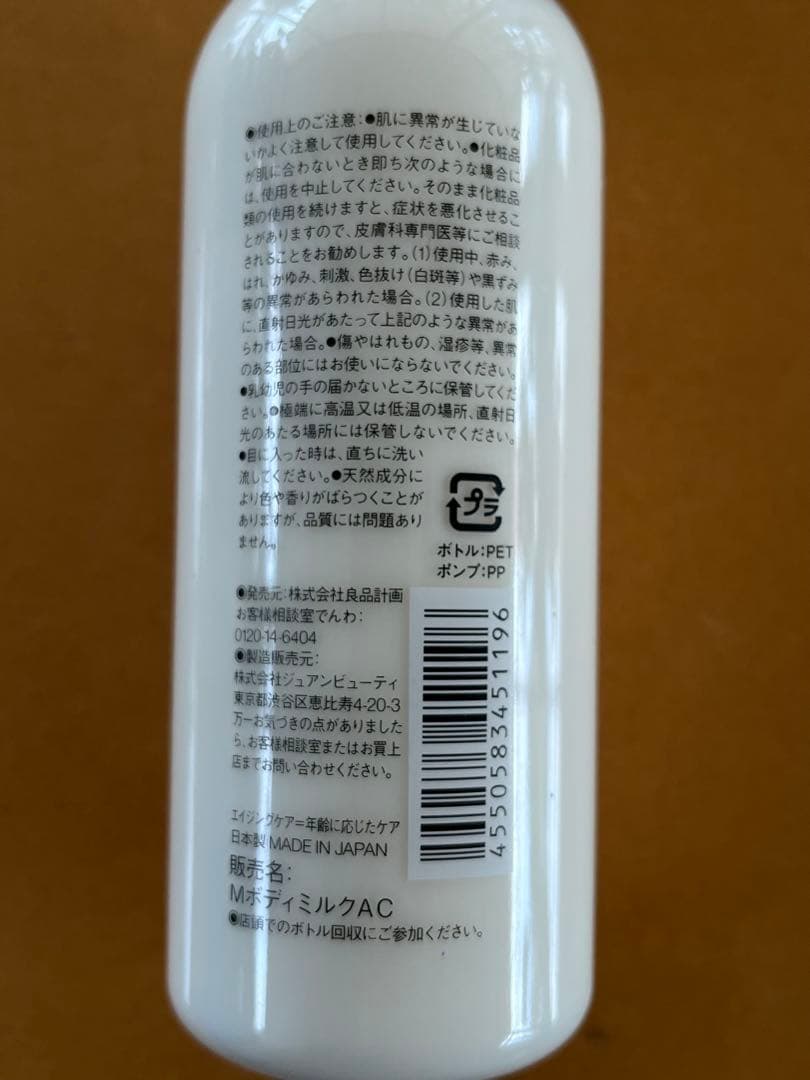 ●使用上のご注意:●肌に異常が生じていな
いかよく注意して使用してください。●化粧品
が肌に合わないとき即ち次のような場合に
は、使用を中止してください。そのまま化粧品
類の使用を続けますと、症状を悪化させるこ
とがありますので、皮膚科専門医等にご相談
されることをお勧めします。(1)使用中、赤み、
はれ、かゆみ、刺激、色抜け(白斑等)や黒ずみ
等の異常があらわれた場合。(2)使用した肌
に、直射日光があたって上記のような異常があ
らわれた場合。●傷やはれもの、湿疹等、異常
のある部位にはお使いにならないでください。
●乳幼児の手の届かないところに保管してくだ
さい。●極端に高温又は低温の場所、直射日
光のあたる場所には保管しないでください。
●目に入った時は、直ちに洗い
流してください。●天然成分に
より色や香りがばらつくことが
ありますが、品質には問題あり
ません。
プラ
ボトル:PET
ポンプ:PP
●発売元:株式会社良品計画
お客様相談室でんわ:
0120-14-6404
●製造販売元:
株式会社ジュアンビューティ
東京都渋谷区恵比寿4-20-3
万一お気づきの点がありました
ら、お客様相談室またはお買上
店までお問い合わせください。
4550583451196
エイジングケア=年齢に応じたケア
日本製 MADE IN JAPAN
販売名:
MボディミルクAC
●店頭でのボトル回収にご参加ください。